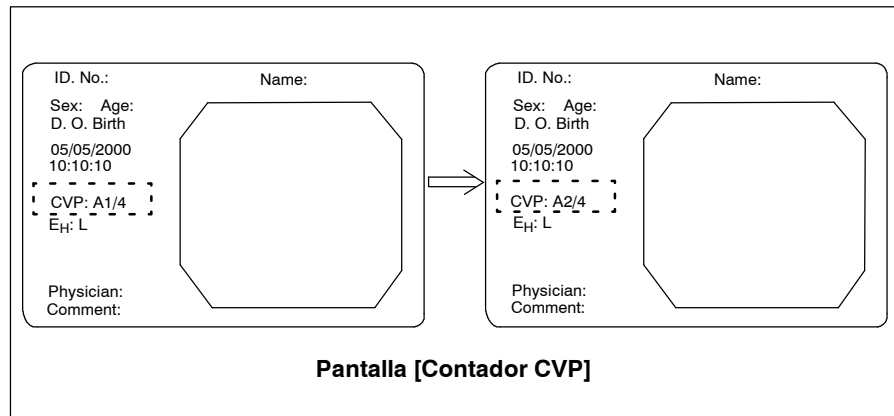 ID. No.: Name:
Sex: Age:
D. O. Birth
05/05/2000
10:10:10
CVP: A1/4
EH: L
Physician:
Comment:
ID. No.: Name:
Sex: Age:
D. O. Birth
05/05/2000
10:10:10
CVP: A2/4
EH: L
Physician:
Comment:
Pantalla [Contador CVP]